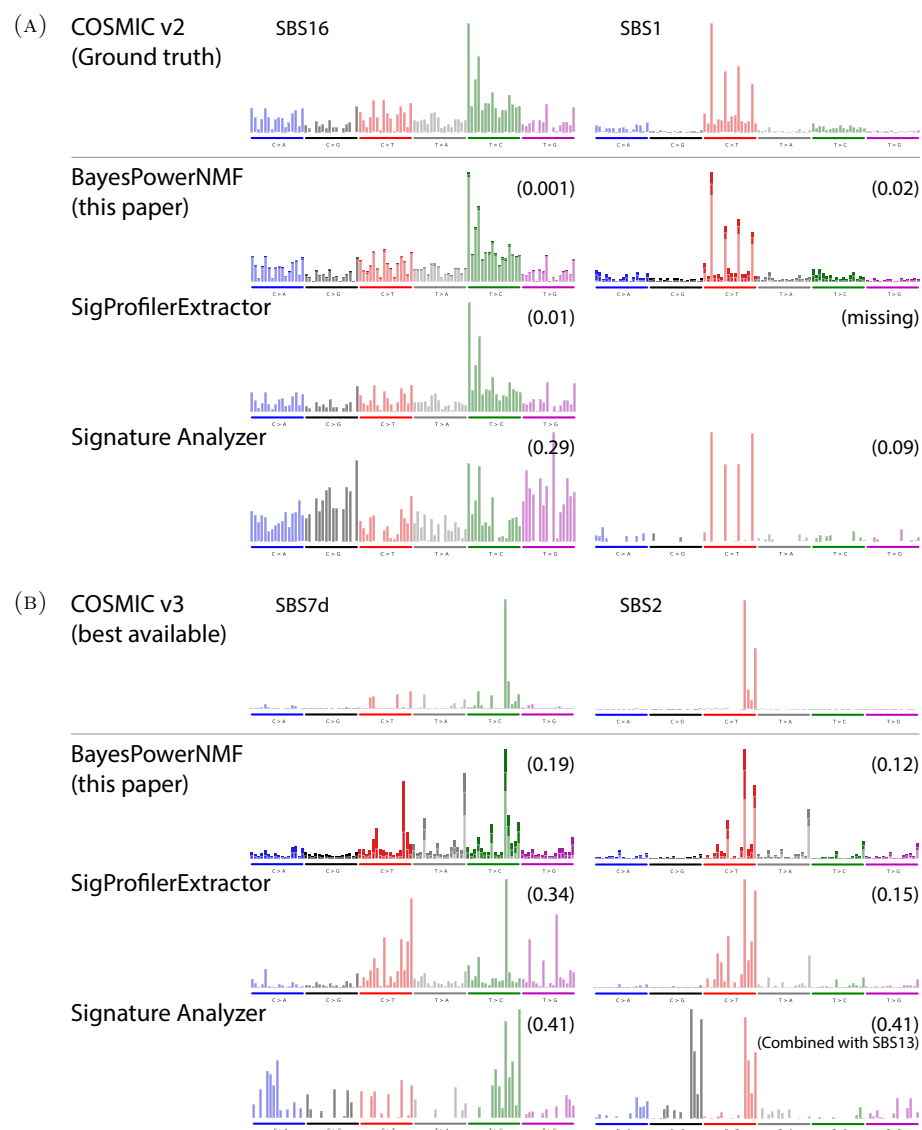 (A) COSMIC v2 SBS16 SBS1
(Ground truth)
C>A C>G C>T T>A T>C T>G C>A C>G C>T T>A T>C T>G
BayesPowerNMF (0.001) (0.02)
(this paper)
C>A C>G C>T T>A T>C T>G C>A C>G C>T T>A T>C T>G
SigProfilerExtractor (0.01) (missing)
C>A C>G C>T T>A T>C T>G
Signature Analyzer (0.29) (0.09)
C>A C>G C>T T>A T>C T>G C>A C>G C>T T>A T>C T>G
(B) COSMIC v3 SBS7d SBS2
(best available)
C>A C>G C>T T>A T>C T>G C>A C>G C>T T>A T>C T>G
BayesPowerNMF (0.19) (0.12)
(this paper)
C>A C>G C>T T>A T>C T>G C>A C>G C>T T>A T>C T>G
SigProfilerExtractor (0.34) (0.15)
C>A C>G C>T T>A T>C T>G C>A C>G C>T T>A T>C T>G
Signature Analyzer (0.41) (0.41)
(Combined with SBS13)